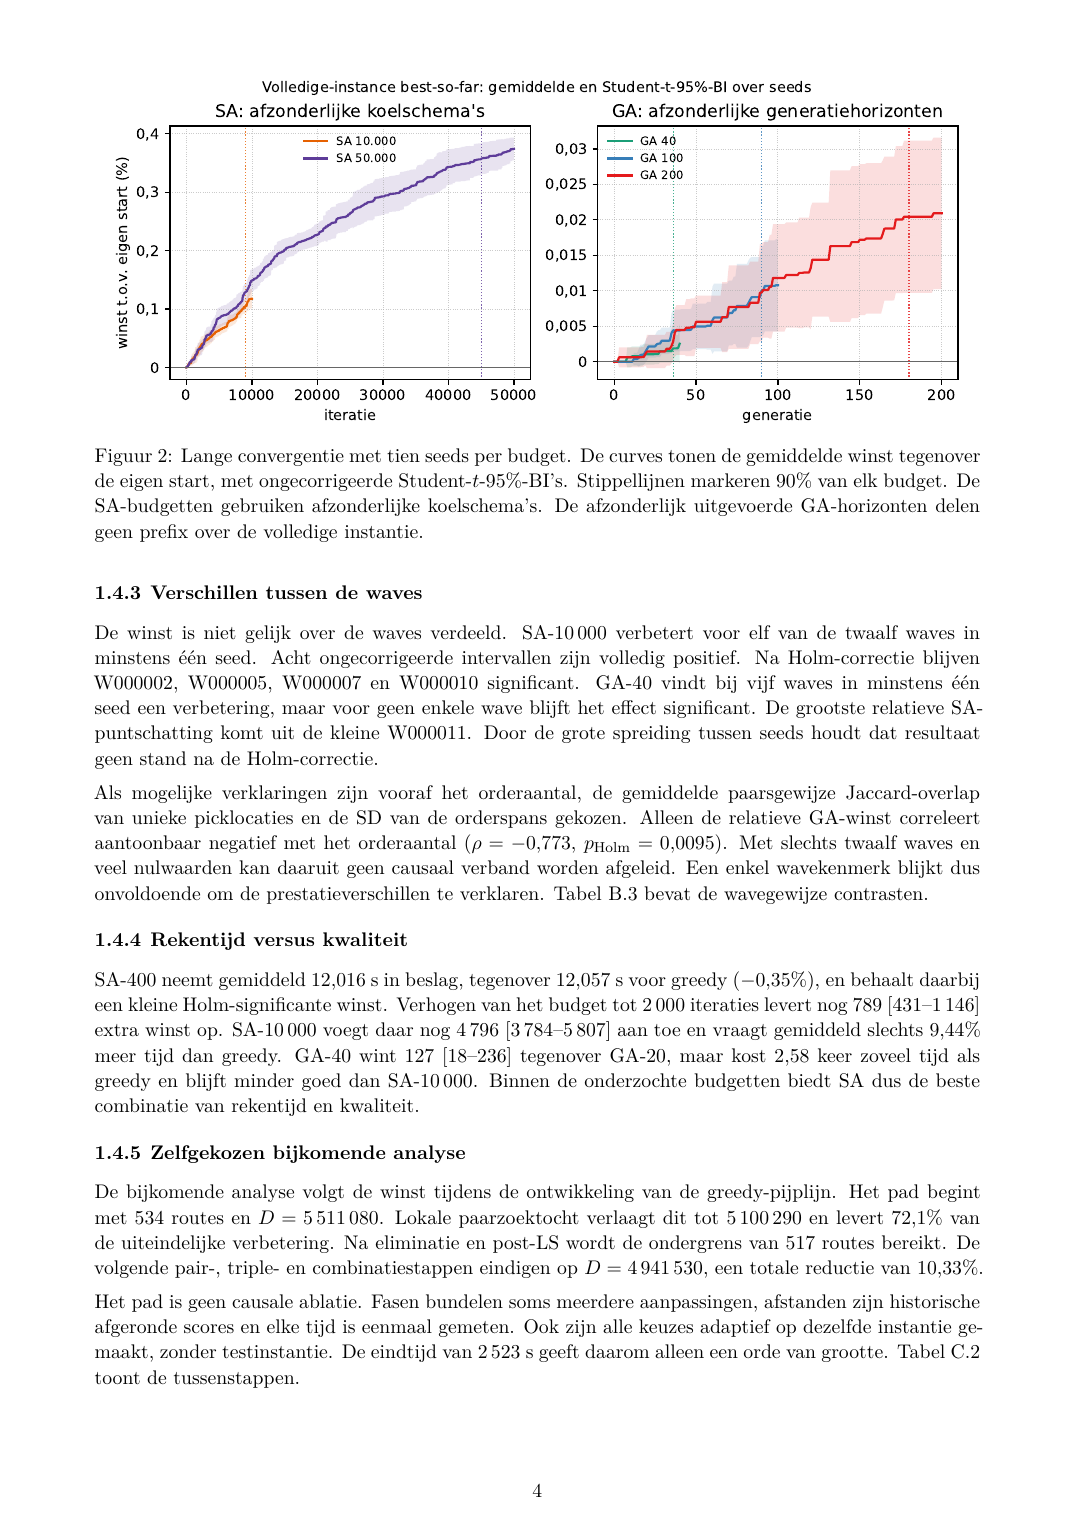 Volledige-instance best-so-far: gemiddelde en Student-t-95%-BI over seeds
SA: afzonderlijke koelschema's
GA: afzonderlijke generatiehorizonten
winst t.o.v. eigen start (%)
0,4
0,3
0,2
0,1
0
SA 10.000
SA 50.000
0 10000 20000 30000 40000 50000
iteratie
0,03
0,025
0,02
0,015
0,01
0,005
0
GA 40
GA 100
GA 200
0 50 100 150 200
generatie
Figuur 2: Lange convergentie met tien seeds per budget. De curves tonen de gemiddelde winst tegenover
de eigen start, met ongecorrigeerde Student-t-95%-BI's. Stippellijnen markeren 90% van elk budget. De
SA-budgetten gebruiken afzonderlijke koelschema's. De afzonderlijk uitgevoerde GA-horizonten delen
geen prefix over de volledige instantie.
1.4.3 Verschillen tussen de waves
De winst is niet gelijk over de waves verdeeld. SA-10 000 verbetert voor elf van de twaalf waves in
minstens één seed. Acht ongecorrigeerde intervallen zijn volledig positief. Na Holm-correctie blijven
W000002, W000005, W000007 en W000010 significant. GA-40 vindt bij vijf waves in minstens één
seed een verbetering, maar voor geen enkele wave blijft het effect significant. De grootste relatieve SA-
puntschatting komt uit de kleine W000011. Door de grote spreiding tussen seeds houdt dat resultaat
geen stand na de Holm-correctie.
Als mogelijke verklaringen zijn vooraf het orderaantal, de gemiddelde paarsgewijze Jaccard-overlap
van unieke picklocaties en de SD van de orderspans gekozen. Alleen de relatieve GA-winst correleert
aantoonbaar negatief met het orderaantal (ρ = −0,773, pHolm = 0,0095). Met slechts twaalf waves en
veel nulwaarden kan daaruit geen causaal verband worden afgeleid. Een enkel wavekenmerk blijkt dus
onvoldoende om de prestatieverschillen te verklaren. Tabel B.3 bevat de wavegewijze contrasten.
1.4.4 Rekentijd versus kwaliteit
SA-400 neemt gemiddeld 12,016 s in beslag, tegenover 12,057 s voor greedy (−0,35%), en behaalt daarbij
een kleine Holm-significante winst. Verhogen van het budget tot 2 000 iteraties levert nog 789 [431–1 146]
extra winst op. SA-10 000 voegt daar nog 4 796 [3 784–5 807] aan toe en vraagt gemiddeld slechts 9,44%
meer tijd dan greedy. GA-40 wint 127 [18–236] tegenover GA-20, maar kost 2,58 keer zoveel tijd als
greedy en blijft minder goed dan SA-10 000. Binnen de onderzochte budgetten biedt SA dus de beste
combinatie van rekentijd en kwaliteit.
1.4.5 Zelfgekozen bijkomende analyse
De bijkomende analyse volgt de winst tijdens de ontwikkeling van de greedy-pijplijn. Het pad begint
met 534 routes en D = 5 511 080. Lokale paarzoektocht verlaagt dit tot 5 100 290 en levert 72,1% van
de uiteindelijke verbetering. Na eliminatie en post-LS wordt de ondergrens van 517 routes bereikt. De
volgende pair-, triple- en combinatiestappen eindigen op D = 4 941 530, een totale reductie van 10,33%.
Het pad is geen causale ablatie. Fasen bundelen soms meerdere aanpassingen, afstanden zijn historische
afgeronde scores en elke tijd is eenmaal gemeten. Ook zijn alle keuzes adaptief op dezelfde instantie ge-
maakt, zonder testinstantie. De eindtijd van 2 523 s geeft daarom alleen een orde van grootte. Tabel C.2
toont de tussenstappen.
4